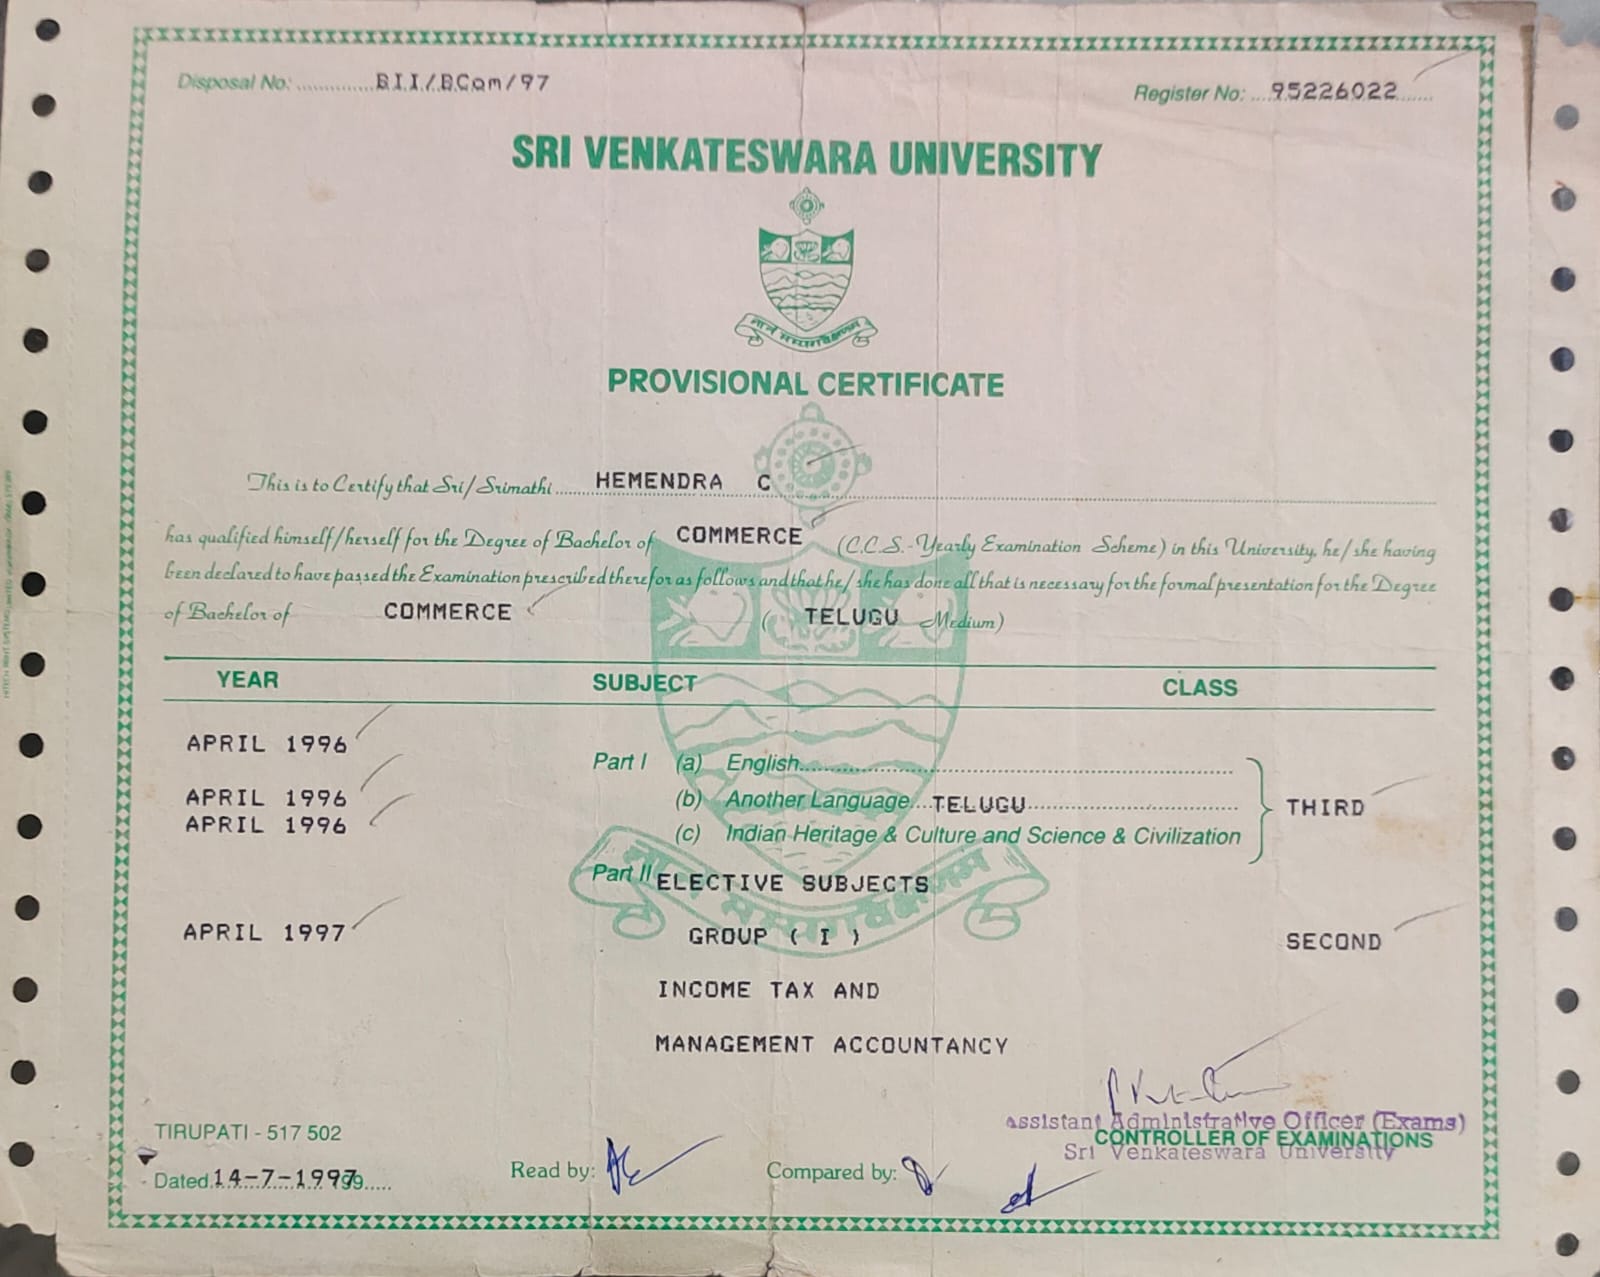 Disposal No: ..............BII/BCom/97
Register No: ....95226022.......
SRI VENKATESWARA UNIVERSITY
PROVISIONAL CERTIFICATE
This is to Certify that Sri/Srimathi ....... HEMENDRA C
has qualified himself/herself for the Degree of Bachelor of COMMERCE (C.C.S.-Yearly Examination Scheme) in this University, he/she having
been declared to have passed the Examination prescribed therefor as follows and that he/she has done all that is necessary for the formal presentation for the Degree
of Bachelor of COMMERCE ( TELUGU Medium)
YEAR SUBJECT CLASS
APRIL 1996 Part I (a) English
APRIL 1996 (b) Another Language...TELUGU THIRD
APRIL 1996 (c) Indian Heritage & Culture and Science & Civilization
Part II ELECTIVE SUBJECTS
APRIL 1997 GROUP ( I ) SECOND
INCOME TAX AND
MANAGEMENT ACCOUNTANCY
Assistant Administrative Officer (Exams)
CONTROLLER OF EXAMINATIONS
Sri Venkateswara University
TIRUPATI - 517 502
Dated 14-7-1997 199.....
Read by:
Compared by: